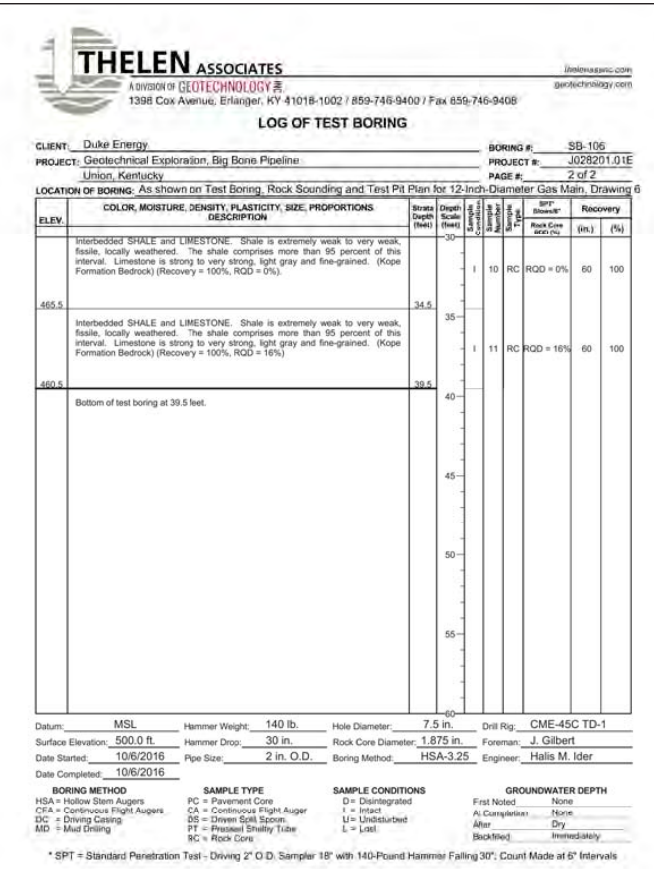 THELEN ASSOCIATES
thelenassoc.com
A DIVISION OF GEOTECHNOLOGY
geotechnology.com
1398 Cox Avenue, Erlanger, KY 41018-1002 / 859-746-9400 / Fax 859-746-9408
LOG OF TEST BORING
CLIENT: Duke Energy BORING #: SB-106
PROJECT: Geotechnical Exploration, Big Bone Pipeline PROJECT #: J028201.01E
Union, Kentucky PAGE #: 2 of 2
LOCATION OF BORING: As shown on Test Boring, Rock Sounding and Test Pit Plan for 12-Inch-Diameter Gas Main, Drawing 6
ELEV.
COLOR, MOISTURE, DENSITY, PLASTICITY, SIZE, PROPORTIONS
DESCRIPTION
Strata
Depth
(feet)
Depth
Scale
(feet)
Sample
Condition
Sample
Number
Sample
Type
SPT*
Blows/6"
Rock Core
RQD (%)
Recovery
(in.) (%)
30
Interbedded SHALE and LIMESTONE. Shale is extremely weak to very weak,
fissile, locally weathered. The shale comprises more than 95 percent of this
interval. Limestone is strong to very strong, light gray and fine-grained. (Kope
Formation Bedrock) (Recovery = 100%, RQD = 0%).
I 10 RC RQD = 0% 60 100
465.5 34.5
35
Interbedded SHALE and LIMESTONE. Shale is extremely weak to very weak,
fissile, locally weathered. The shale comprises more than 95 percent of this
interval. Limestone is strong to very strong, light gray and fine-grained. (Kope
Formation Bedrock) (Recovery = 100%, RQD = 16%)
I 11 RC RQD = 16% 60 100
460.5 39.5
40
Bottom of test boring at 39.5 feet.
45
50
55
60
Datum: MSL Hammer Weight: 140 lb. Hole Diameter: 7.5 in. Drill Rig: CME-45C TD-1
Surface Elevation: 500.0 ft. Hammer Drop: 30 in. Rock Core Diameter: 1.875 in. Foreman: J. Gilbert
Date Started: 10/6/2016 Pipe Size: 2 in. O.D. Boring Method: HSA-3.25 Engineer: Halis M. Ider
Date Completed: 10/6/2016
BORING METHOD SAMPLE TYPE SAMPLE CONDITIONS GROUNDWATER DEPTH
HSA = Hollow Stem Augers PC = Pavement Core D = Disintegrated First Noted None
CFA = Continuous Flight Augers CA = Continuous Flight Auger I = Intact At Completion None
DC = Driving Casing DS = Driven Split Spoon U = Undisturbed After Dry
MD = Mud Drilling PT = Pressed Shelby Tube L = Lost Backfilled Immediately
RC = Rock Core
* SPT = Standard Penetration Test - Driving 2" O.D. Sampler 18" with 140-Pound Hammer Falling 30"; Count Made at 6" Intervals